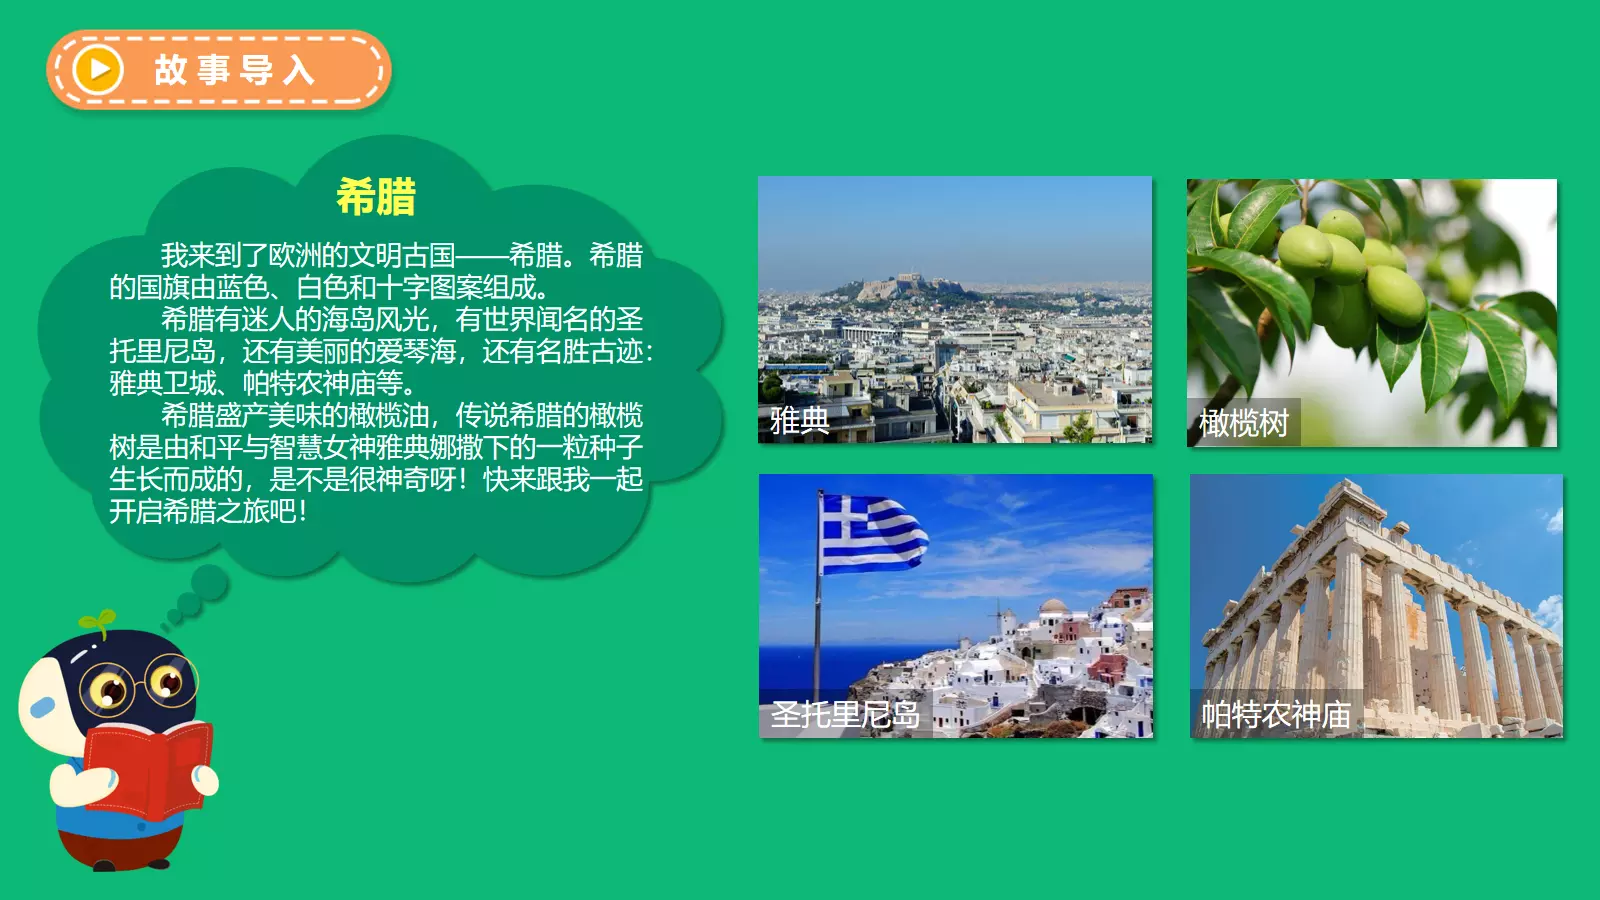 故事导入
希腊
我来到了欧洲的文明古国——希腊。希腊
的国旗由蓝色、白色和十字图案组成。
希腊有迷人的海岛风光，有世界闻名的圣
托里尼岛，还有美丽的爱琴海，还有名胜古迹：
雅典卫城、帕特农神庙等。
希腊盛产美味的橄榄油，传说希腊的橄榄
树是由和平与智慧女神雅典娜撒下的一粒种子
生长而成的，是不是很神奇呀！快来跟我一起
开启希腊之旅吧！
雅典
橄榄树
圣托里尼岛
帕特农神庙